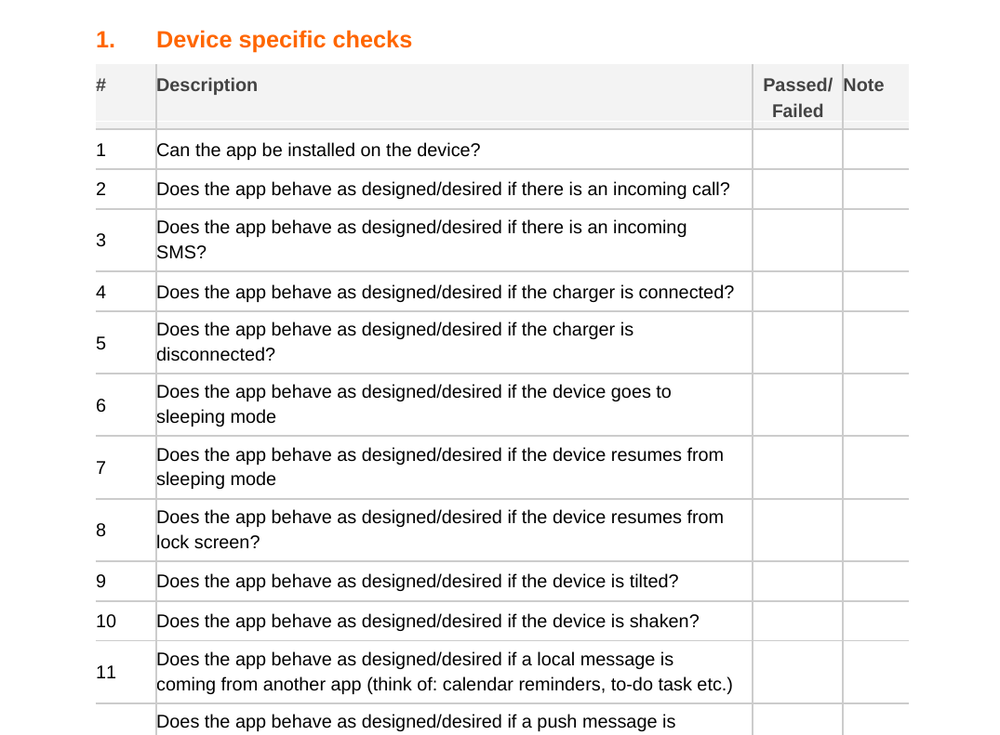 1. Device specific checks
# Description Passed/ Note
Failed
1 Can the app be installed on the device?
2 Does the app behave as designed/desired if there is an incoming call?
3 Does the app behave as designed/desired if there is an incoming
SMS?
4 Does the app behave as designed/desired if the charger is connected?
5 Does the app behave as designed/desired if the charger is
disconnected?
6 Does the app behave as designed/desired if the device goes to
sleeping mode
7 Does the app behave as designed/desired if the device resumes from
sleeping mode
8 Does the app behave as designed/desired if the device resumes from
lock screen?
9 Does the app behave as designed/desired if the device is tilted?
10 Does the app behave as designed/desired if the device is shaken?
11 Does the app behave as designed/desired if a local message is
coming from another app (think of: calendar reminders, to-do task etc.)
Does the app behave as designed/desired if a push message is